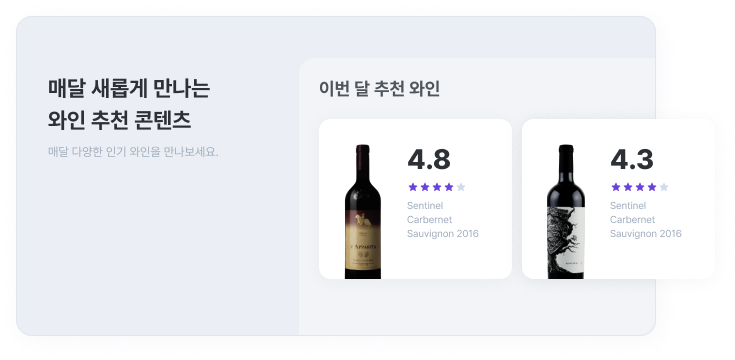 매달 새롭게 만나는
와인 추천 콘텐츠
매달 다양한 인기 와인을 만나보세요.
이번 달 추천 와인
4.8
Sentinel
Carbernet
Sauvignon 2016
4.3
Sentinel
Carbernet
Sauvignon 2016